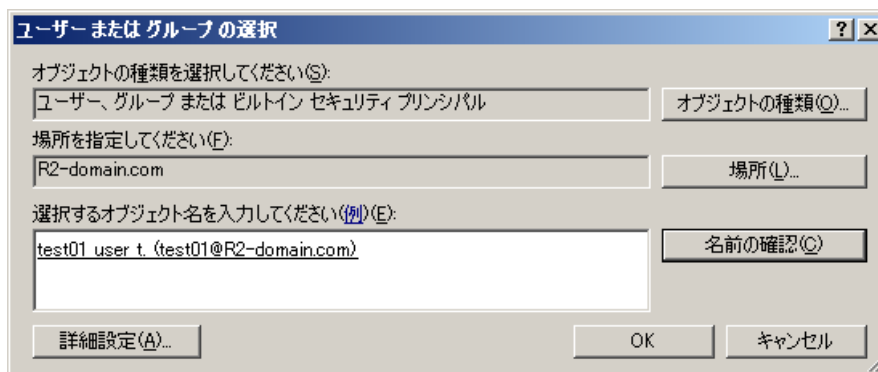 ユーザー または グループ の選択
オブジェクトの種類を選択してください(S):
ユーザー、グループ または ビルトイン セキュリティ プリンシパル
オブジェクトの種類(O)...
場所を指定してください(F):
R2-domain.com
場所(L)...
選択するオブジェクト名を入力してください(例)(E):
test01 user t. (test01@R2-domain.com)
名前の確認(C)
詳細設定(A)...
OK
キャンセル